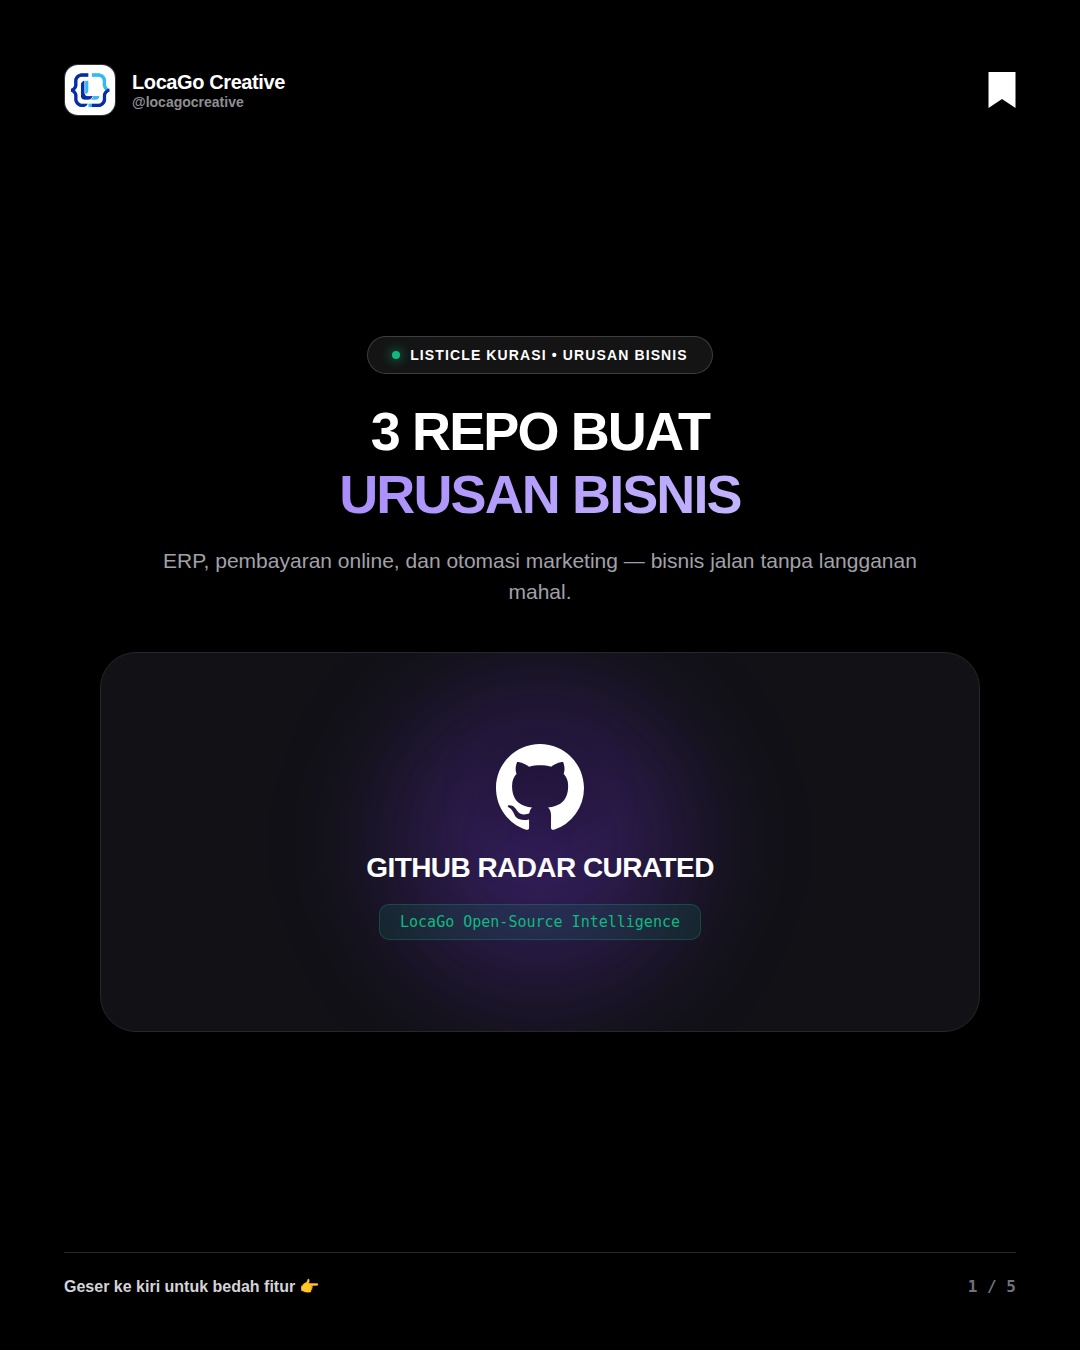 LocaGo Creative
@locagocreative
LISTICLE KURASI • URUSAN BISNIS
3 REPO BUAT
URUSAN BISNIS
ERP, pembayaran online, dan otomasi marketing — bisnis jalan tanpa langganan
mahal.
GITHUB RADAR CURATED
LocaGo Open-Source Intelligence
Geser ke kiri untuk bedah fitur 👉
1 / 5